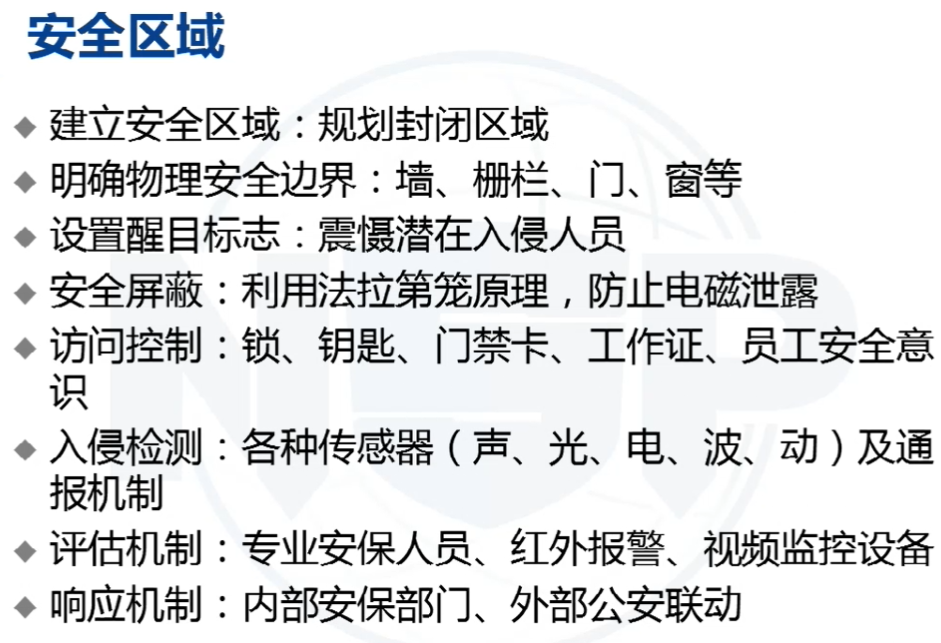 安全区域
建立安全区域：规划封闭区域
明确物理安全边界：墙、栅栏、门、窗等
设置醒目标志：震慑潜在入侵人员
安全屏蔽：利用法拉第笼原理，防止电磁泄露
访问控制：锁、钥匙、门禁卡、工作证、员工安全意
识
入侵检测：各种传感器（声、光、电、波、动）及通
报机制
评估机制：专业安保人员、红外报警、视频监控设备
响应机制：内部安保部门、外部公安联动